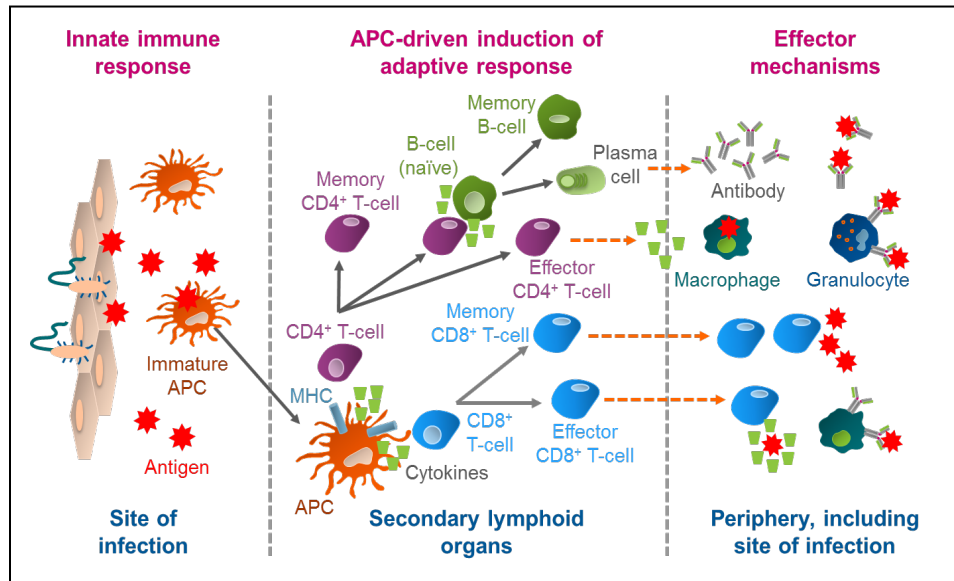 Innate immune
response
APC-driven induction of
adaptive response
Effector
mechanisms
Memory
B-cell
B-cell
(naïve)
Plasma
cell
Antibody
Memory
CD4⁺ T-cell
Effector
CD4⁺ T-cell
Macrophage
Granulocyte
Memory
CD8⁺ T-cell
CD4⁺ T-cell
Immature
APC
MHC
CD8⁺
T-cell
Effector
CD8⁺ T-cell
Cytokines
Antigen
APC
Site of
infection
Secondary lymphoid
organs
Periphery, including
site of infection